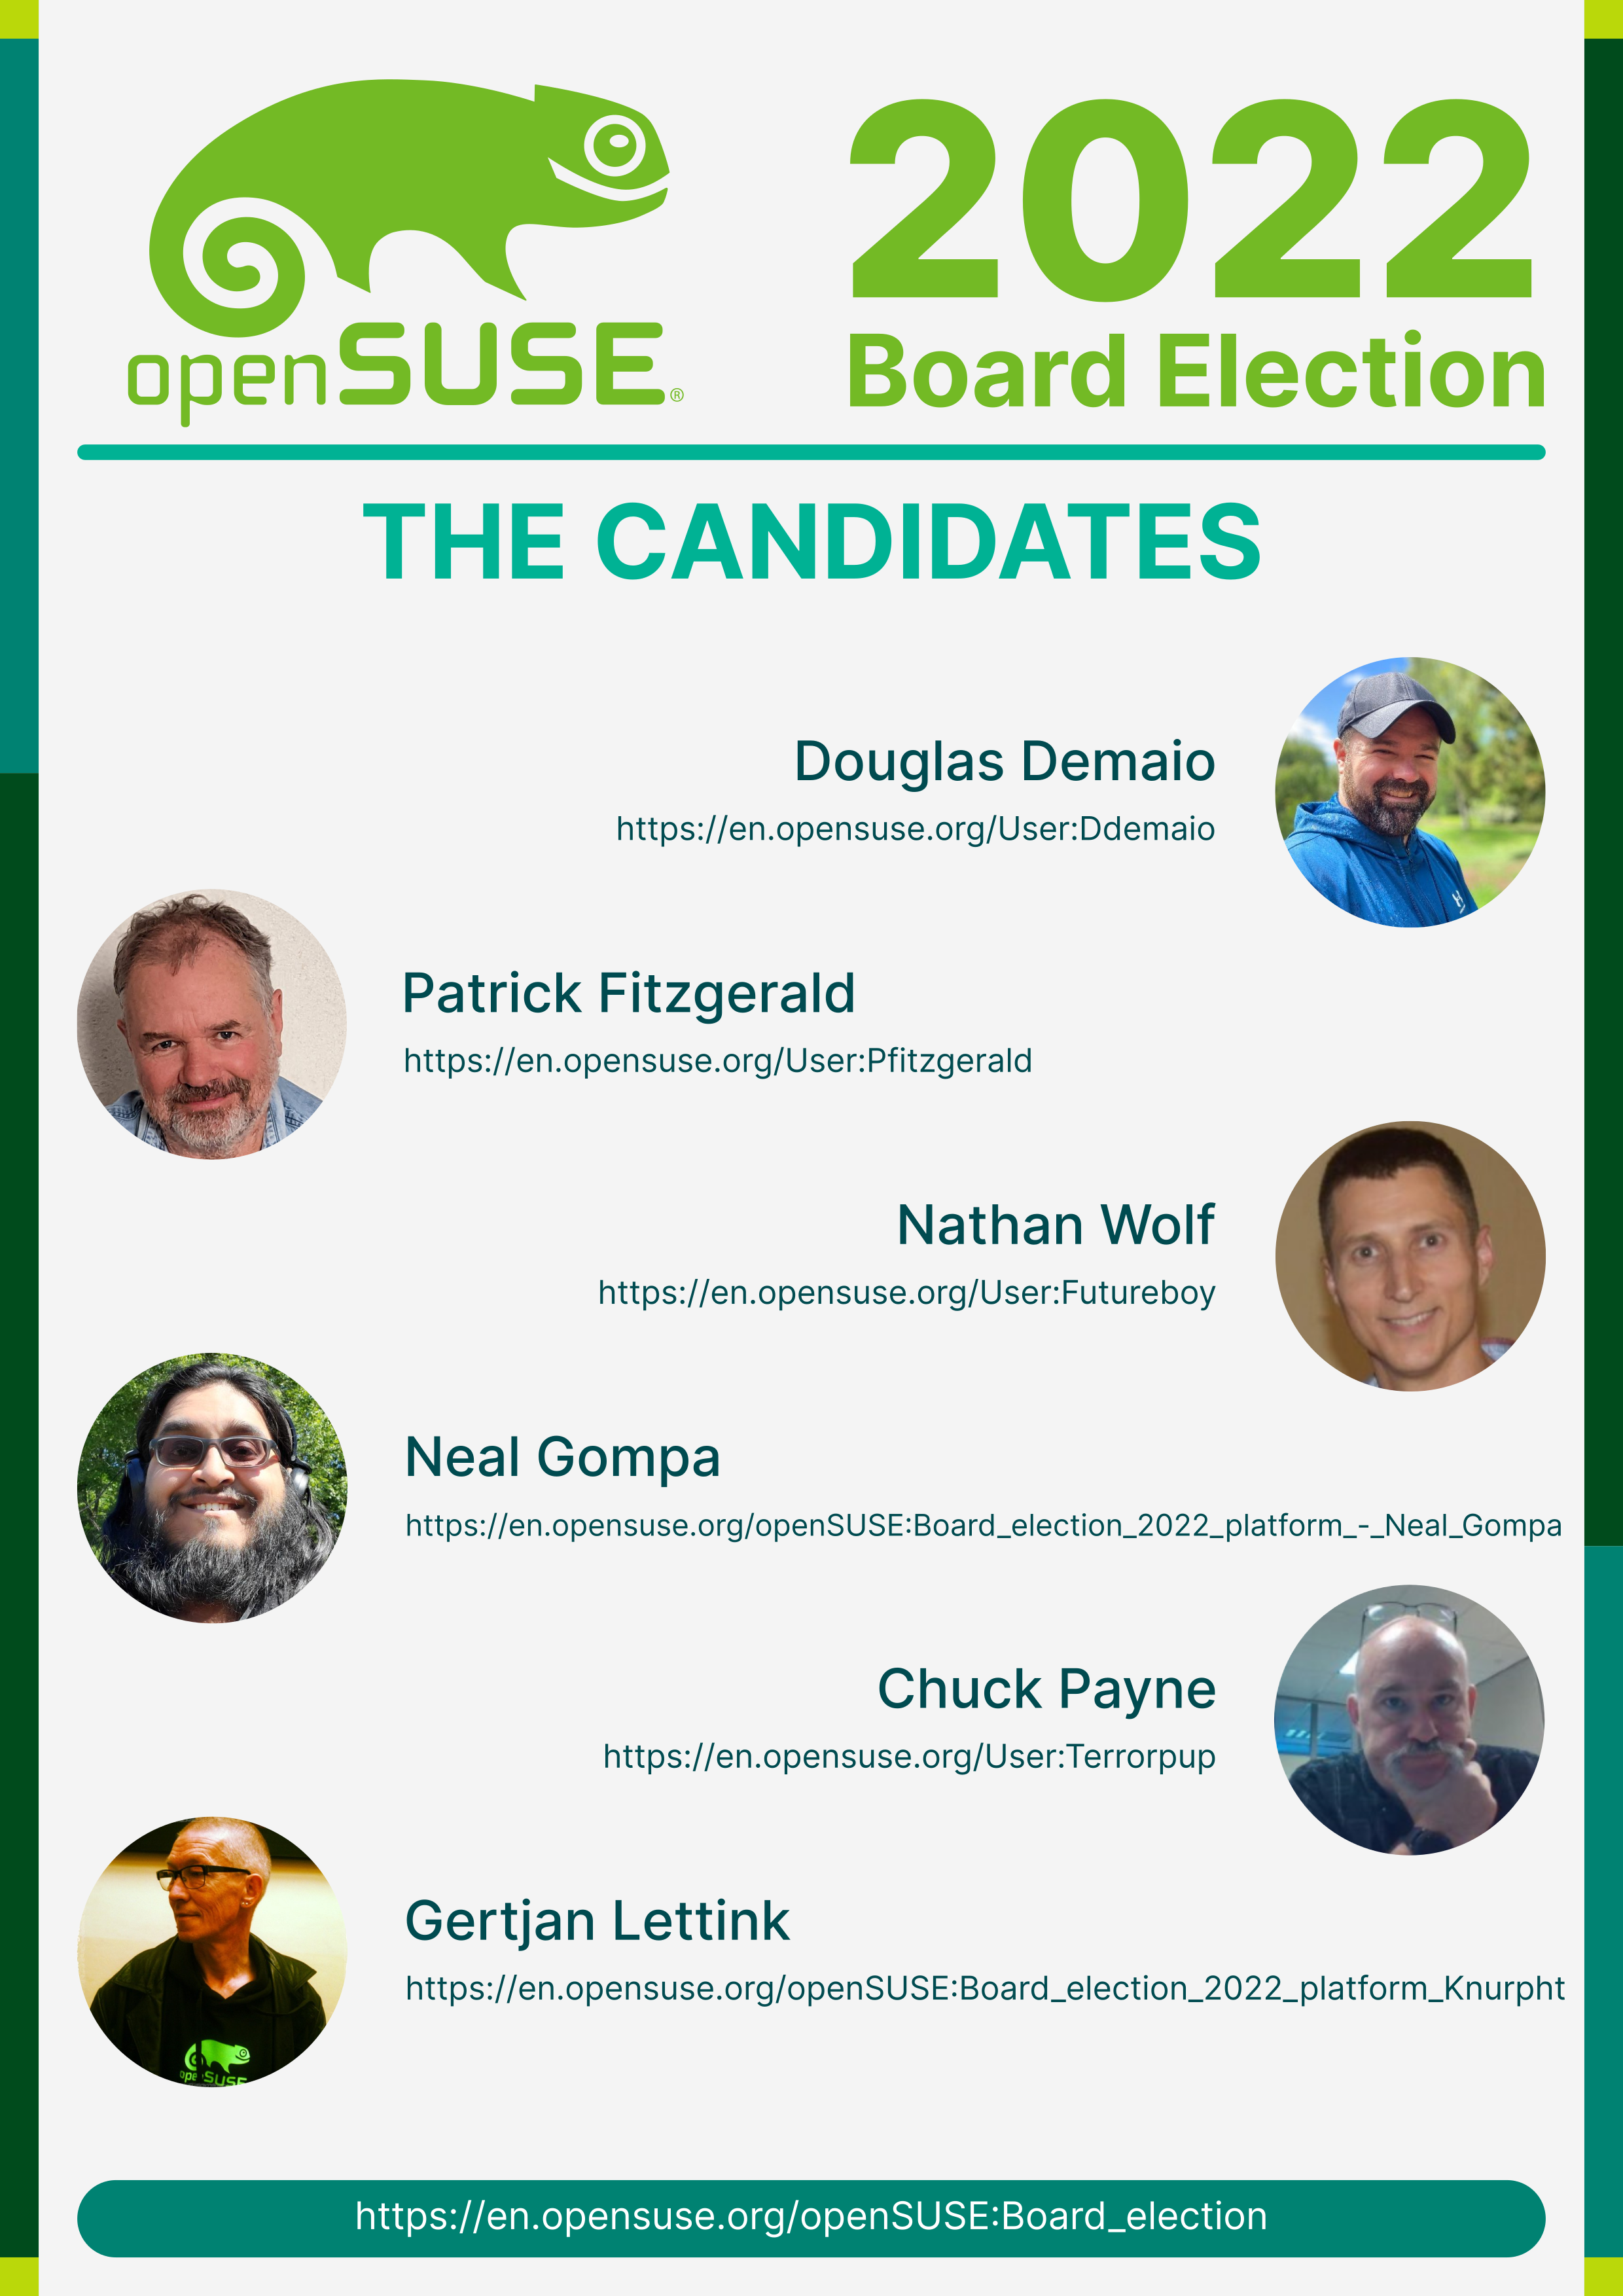 openSUSE®
2022
Board Election
THE CANDIDATES
Douglas Demaio
https://en.opensuse.org/User:Ddemaio
Patrick Fitzgerald
https://en.opensuse.org/User:Pfitzgerald
Nathan Wolf
https://en.opensuse.org/User:Futureboy
Neal Gompa
https://en.opensuse.org/openSUSE:Board_election_2022_platform_-_Neal_Gompa
Chuck Payne
https://en.opensuse.org/User:Terrorpup
Gertjan Lettink
https://en.opensuse.org/openSUSE:Board_election_2022_platform_Knurpht
openSUSE
https://en.opensuse.org/openSUSE:Board_election